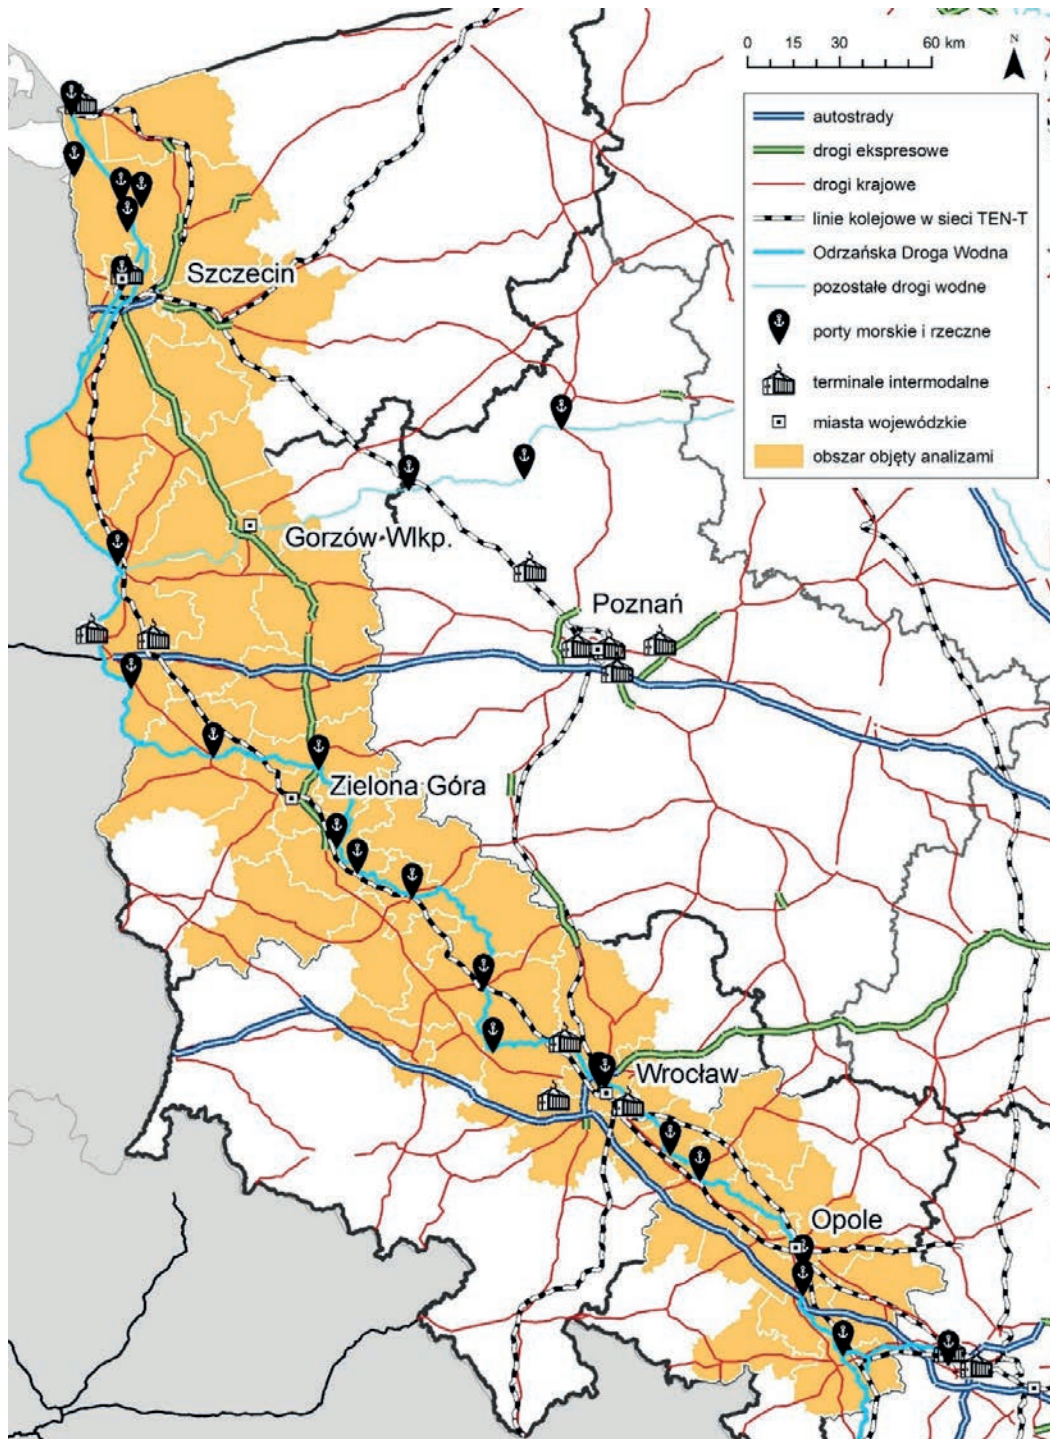 0 15 30 60 km
N
autostrady
drogi ekspresowe
drogi krajowe
linie kolejowe w sieci TEN-T
Odrzańska Droga Wodna
pozostałe drogi wodne
porty morskie i rzeczne
terminale intermodalne
miasta wojewódzkie
obszar objęty analizami
Szczecin
Gorzów Wlkp.
Poznań
Zielona Góra
Wrocław
Opole